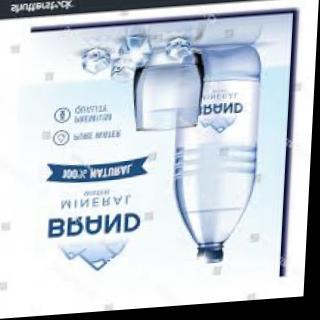 shutterstock
BRAND
MINERAL
WATER
100% NATURAL
PURE WATER
PREMIUM
QUALITY
BRAND
MINERAL